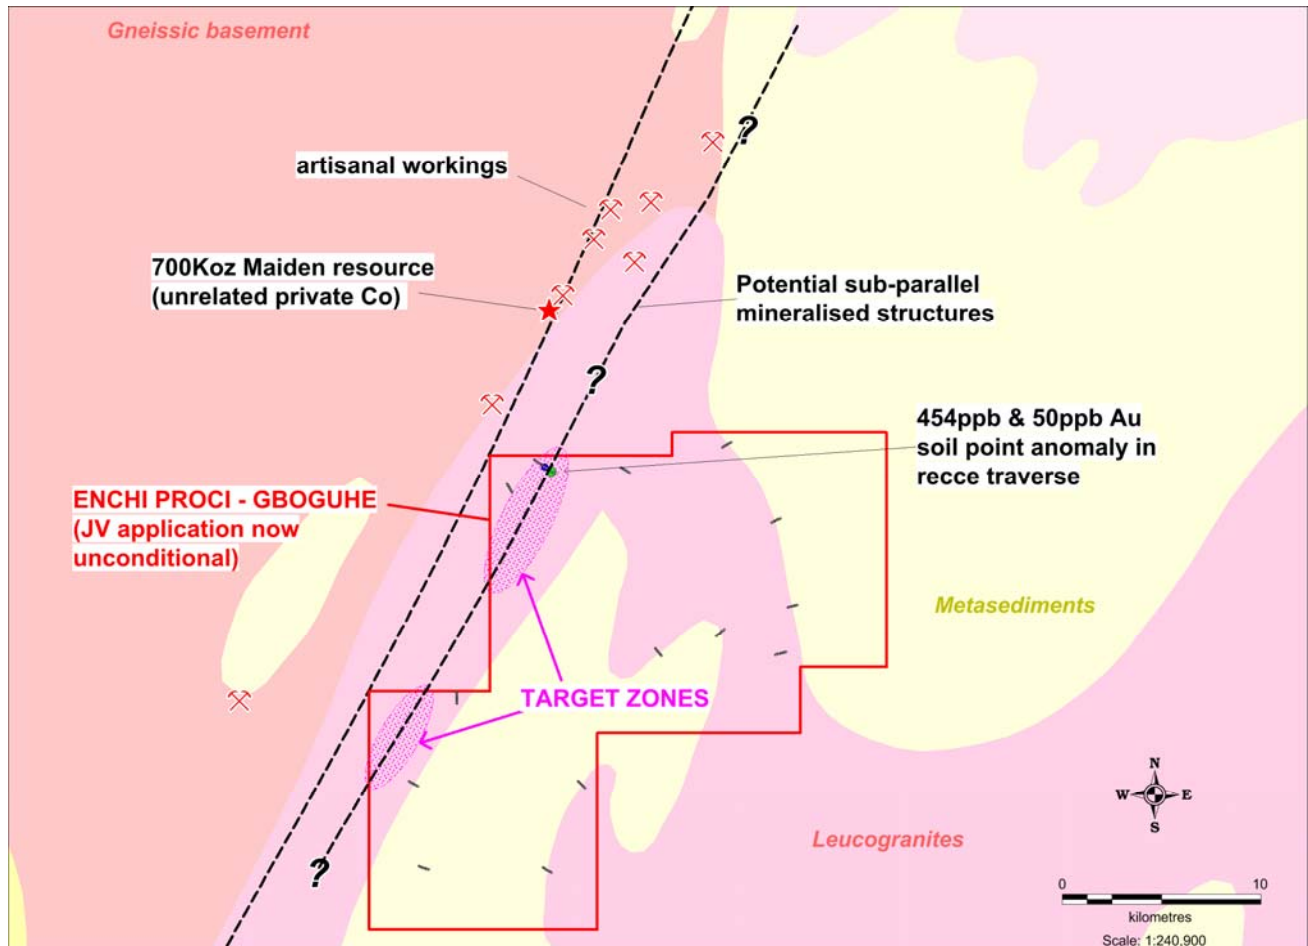 Gneissic basement
?
artisanal workings
700Koz Maiden resource
(unrelated private Co)
Potential sub-parallel
mineralised structures
?
454ppb & 50ppb Au
soil point anomaly in
recce traverse
ENCHI PROCI - GBOGUHE
(JV application now
unconditional)
Metasediments
TARGET ZONES
N
W E
S
Leucogranites
?
0 10
kilometres
Scale: 1:240,900